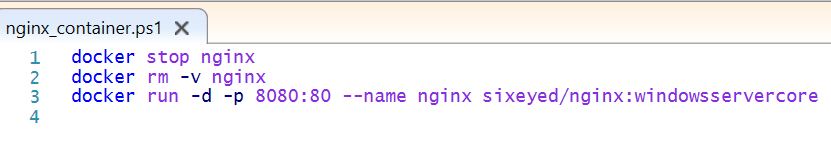 nginx_container.ps1
1 docker stop nginx
2 docker rm -v nginx
3 docker run -d -p 8080:80 --name nginx sixeyed/nginx:windowsservercore
4